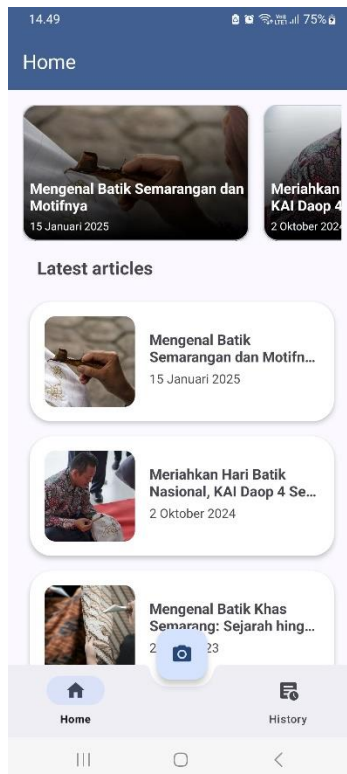 14.49
75%
Home
Mengenal Batik Semarangan dan
Motifnya
15 Januari 2025
Meriahkan
KAI Daop 4
2 Oktober 202
Latest articles
Mengenal Batik
Semarangan dan Motifn...
15 Januari 2025
Meriahkan Hari Batik
Nasional, KAI Daop 4 Se...
2 Oktober 2024
Mengenal Batik Khas
Semarang: Sejarah hing...
2
23
Home
History